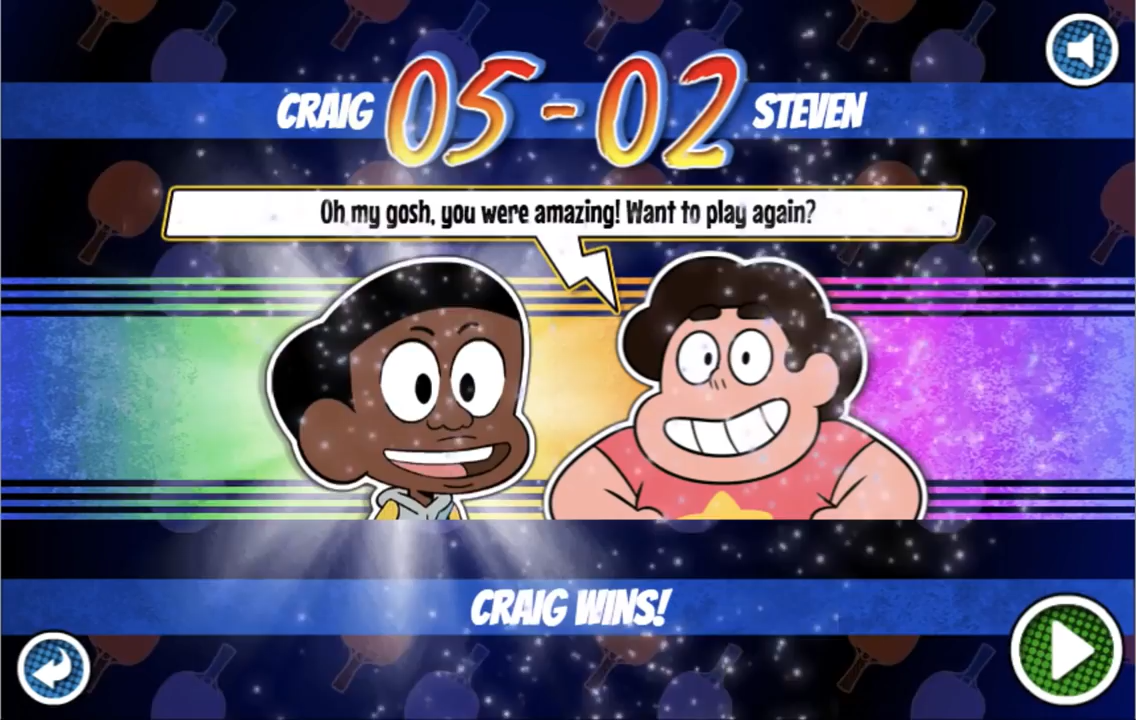 CRAIG 05-02 STEVEN
Oh my gosh, you were amazing! Want to play again?
CRAIG WINS!